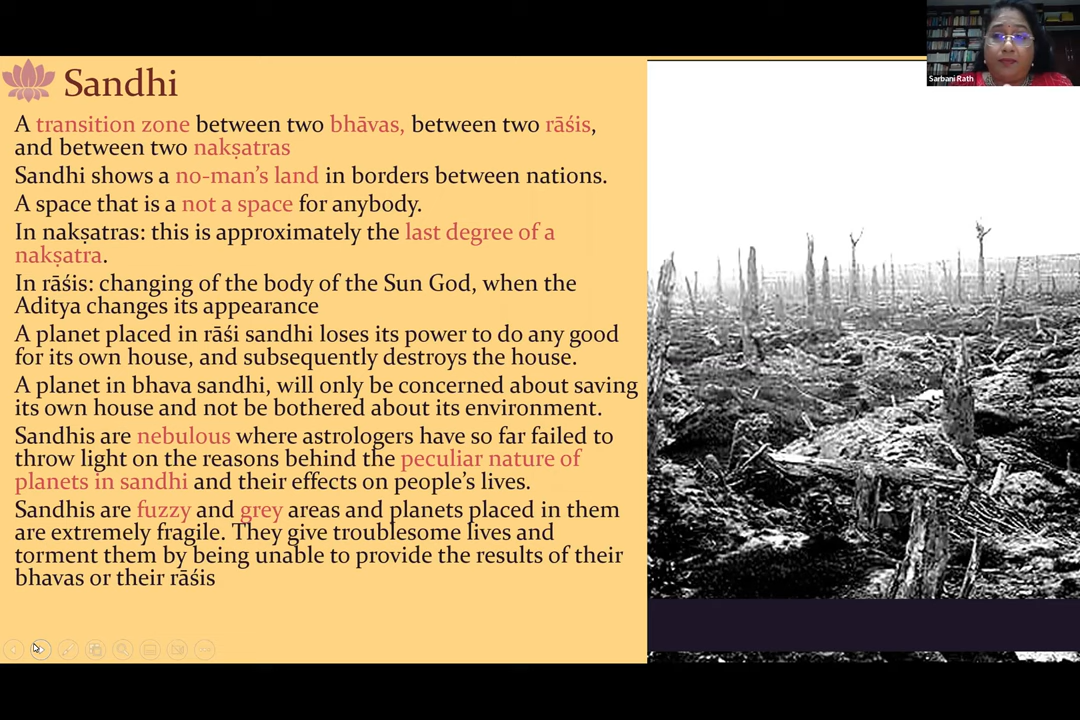 Sandhi
A transition zone between two bhāvas, between two rāśis,
and between two nakṣatras
Sandhi shows a no-man’s land in borders between nations.
A space that is a not a space for anybody.
In nakṣatras: this is approximately the last degree of a
nakṣatra.
In rāśis: changing of the body of the Sun God, when the
Aditya changes its appearance
A planet placed in rāśi sandhi loses its power to do any good
for its own house, and subsequently destroys the house.
A planet in bhava sandhi, will only be concerned about saving
its own house and not be bothered about its environment.
Sandhis are nebulous where astrologers have so far failed to
throw light on the reasons behind the peculiar nature of
planets in sandhi and their effects on people’s lives.
Sandhis are fuzzy and grey areas and planets placed in them
are extremely fragile. They give troublesome lives and
torment them by being unable to provide the results of their
bhavas or their rāśis
Sarbani Rath